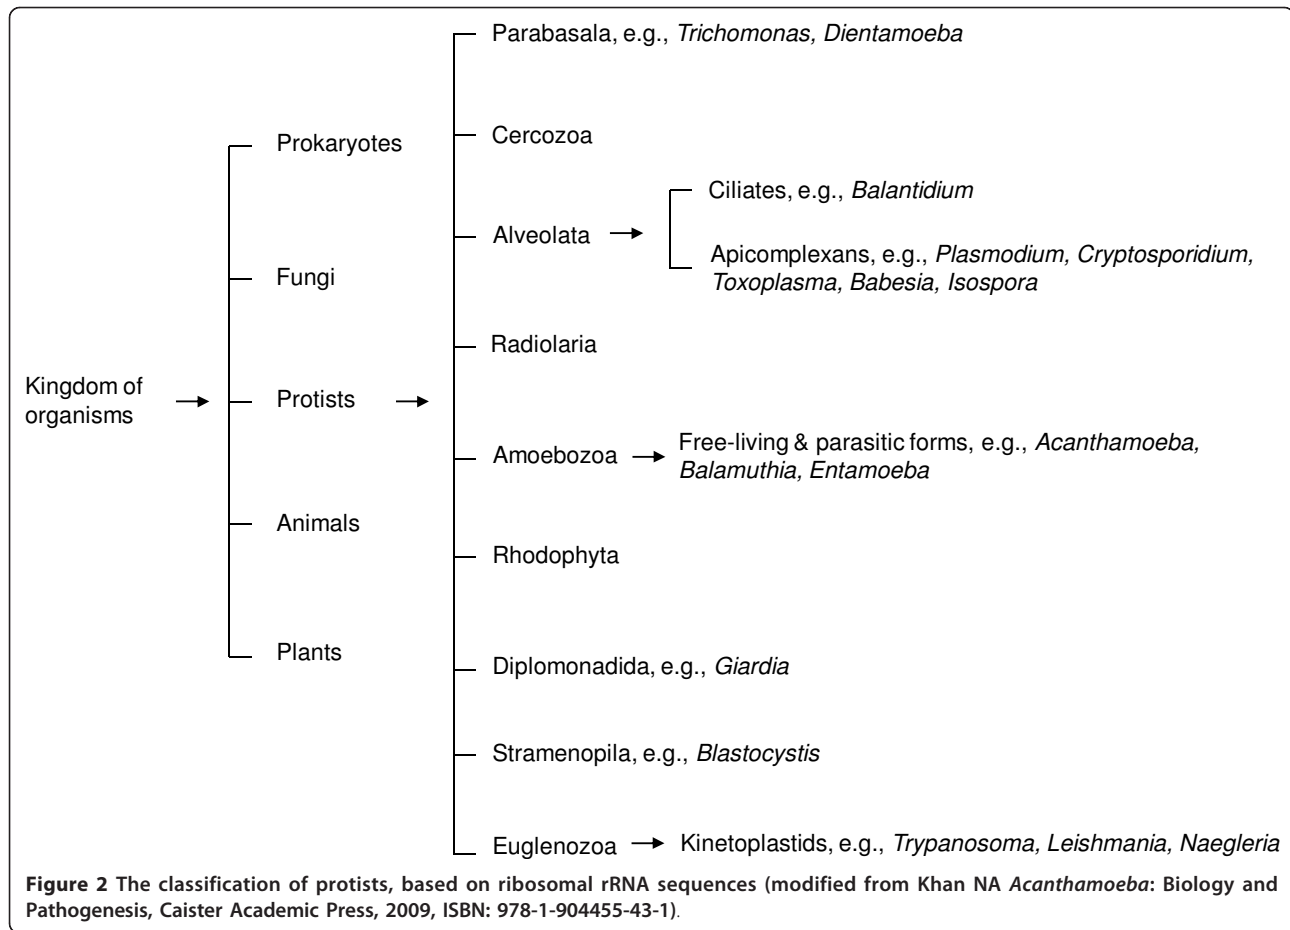 Kingdom of
organisms
Prokaryotes
Fungi
Protists
Animals
Plants
Parabasala, e.g., Trichomonas, Dientamoeba
Cercozoa
Alveolata
Ciliates, e.g., Balantidium
Apicomplexans, e.g., Plasmodium, Cryptosporidium,
Toxoplasma, Babesia, Isospora
Radiolaria
Amoebozoa
Free-living & parasitic forms, e.g., Acanthamoeba,
Balamuthia, Entamoeba
Rhodophyta
Diplomonadida, e.g., Giardia
Stramenopila, e.g., Blastocystis
Euglenozoa
Kinetoplastids, e.g., Trypanosoma, Leishmania, Naegleria
Figure 2 The classification of protists, based on ribosomal rRNA sequences (modified from Khan NA Acanthamoeba: Biology and
Pathogenesis, Caister Academic Press, 2009, ISBN: 978-1-904455-43-1).